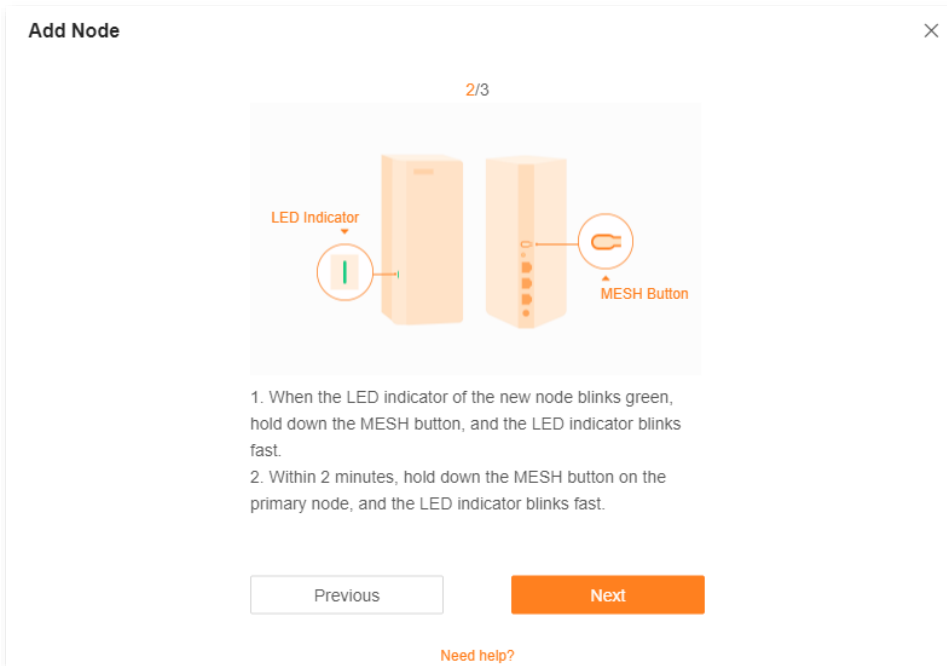 Add Node
2/3
LED Indicator
MESH Button
1. When the LED indicator of the new node blinks green,
hold down the MESH button, and the LED indicator blinks
fast.
2. Within 2 minutes, hold down the MESH button on the
primary node, and the LED indicator blinks fast.
Previous
Next
Need help?